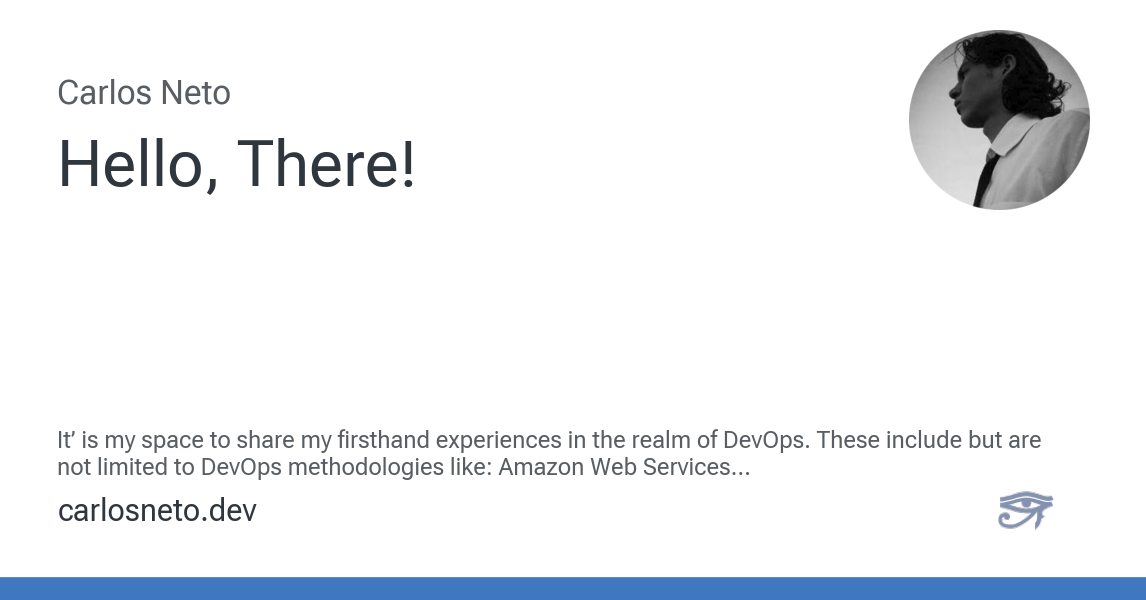 Carlos Neto
Hello, There!
It’ is my space to share my firsthand experiences in the realm of DevOps. These include but are
not limited to DevOps methodologies like: Amazon Web Services...
carlosneto.dev